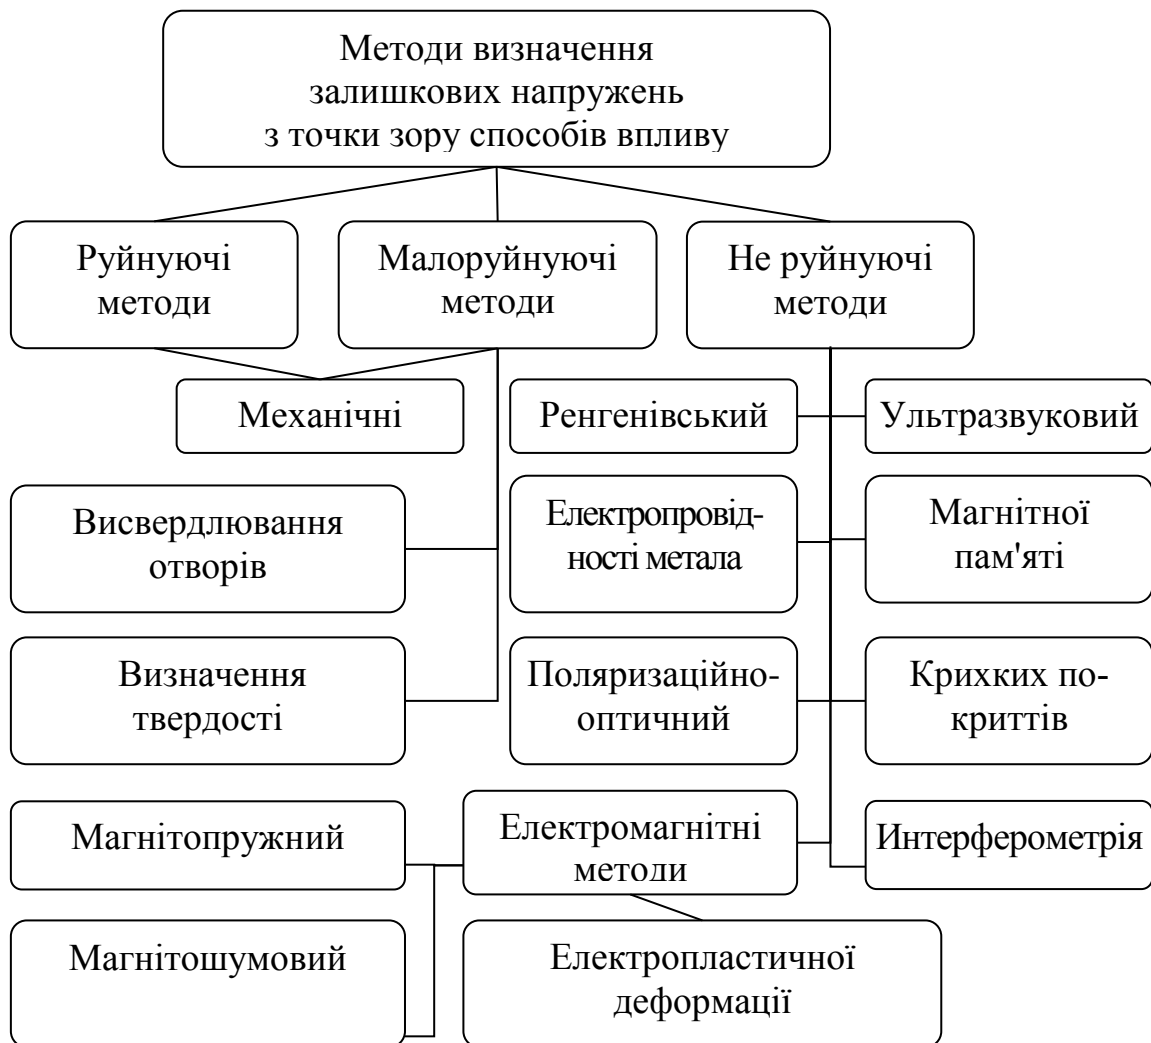 Методи визначення
залишкових напружень
з точки зору способів впливу
Руйнуючі
методи
Малоруйнуючі
методи
Не руйнуючі
методи
Механічні
Ренгенівський
Ультразвуковий
Висвердлювання
отворів
Електропровід-
ності метала
Магнітної
пам'яті
Визначення
твердості
Поляризаційно-
оптичний
Крихких по-
криттів
Магнітопружний
Електромагнітні
методи
Интерферометрія
Магнітошумовий
Електропластичної
деформації